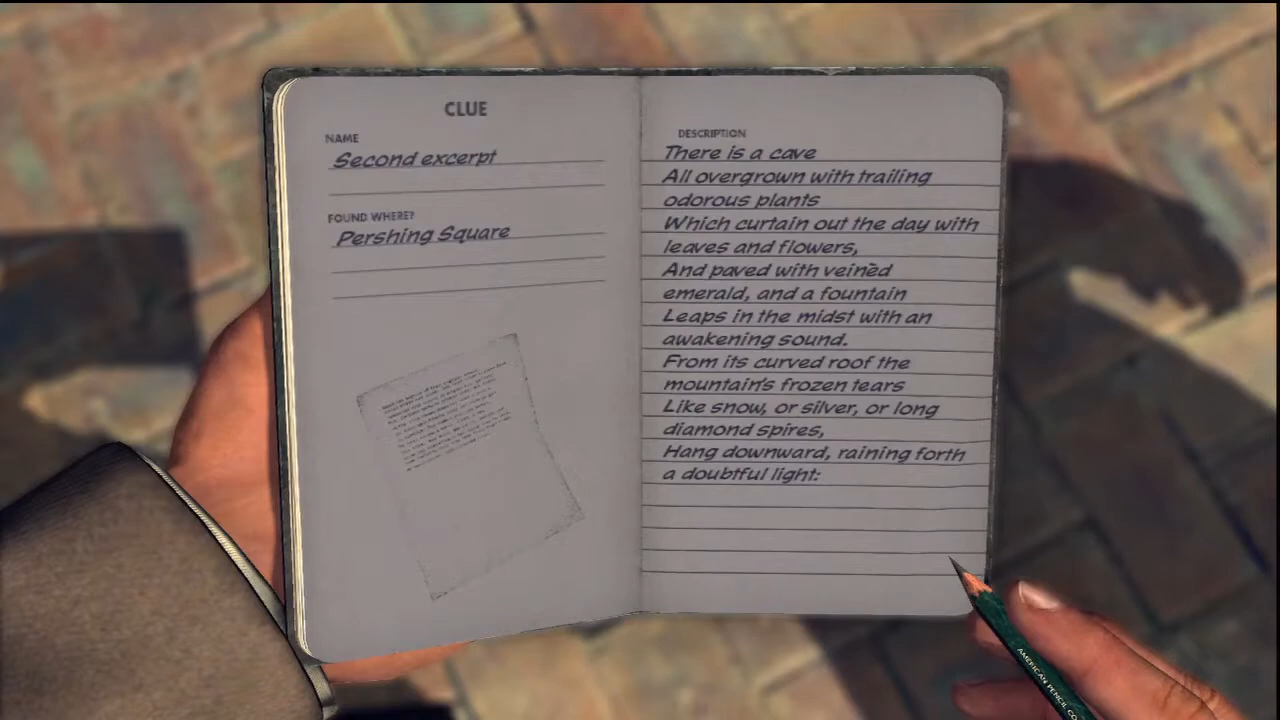 CLUE
NAME
Second excerpt
FOUND WHERE?
Pershing Square
DESCRIPTION
There is a cave
All overgrown with trailing
odorous plants
Which curtain out the day with
leaves and flowers,
And paved with veinèd
emerald, and a fountain
Leaps in the midst with an
awakening sound.
From its curved roof the
mountain's frozen tears
Like snow, or silver, or long
diamond spires,
Hang downward, raining forth
a doubtful light:
AMERICAN PENCIL CO